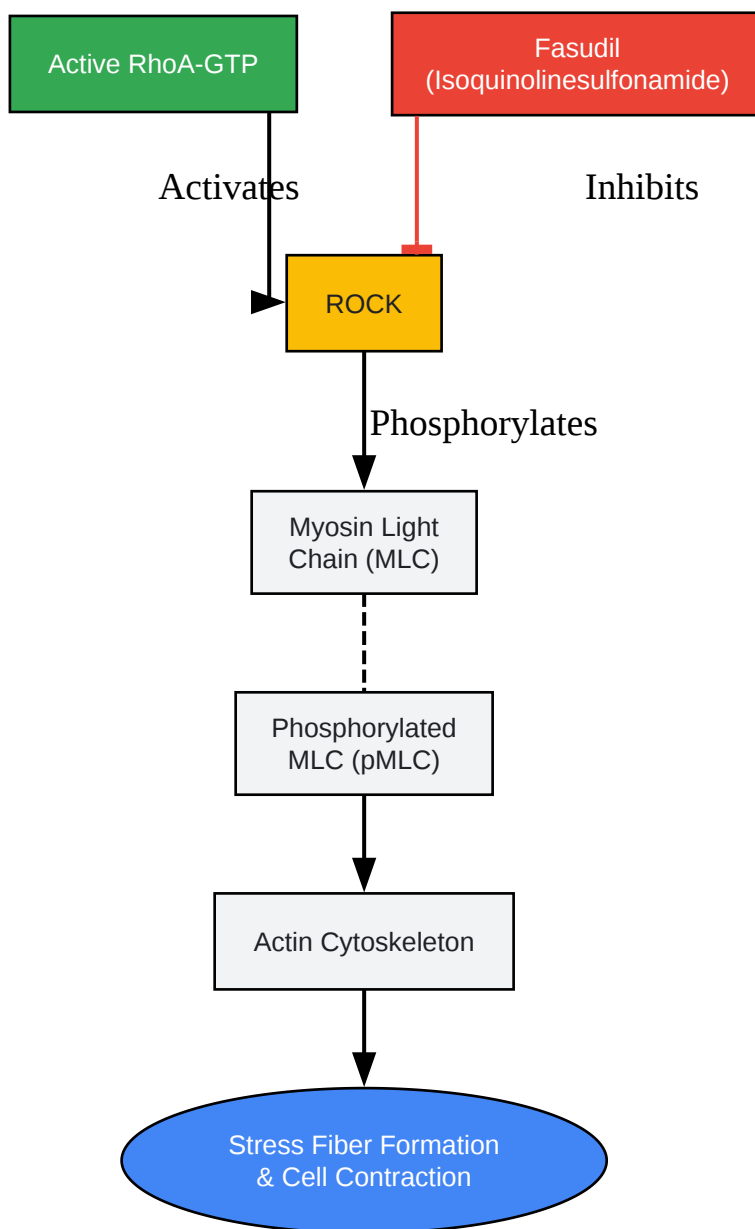 Active RhoA-GTP
Fasudil
(Isoquinolinesulfonamide)
Activates
Inhibits
ROCK
Phosphorylates
Myosin Light
Chain (MLC)
Phosphorylated
MLC (pMLC)
Actin Cytoskeleton
Stress Fiber Formation
& Cell Contraction